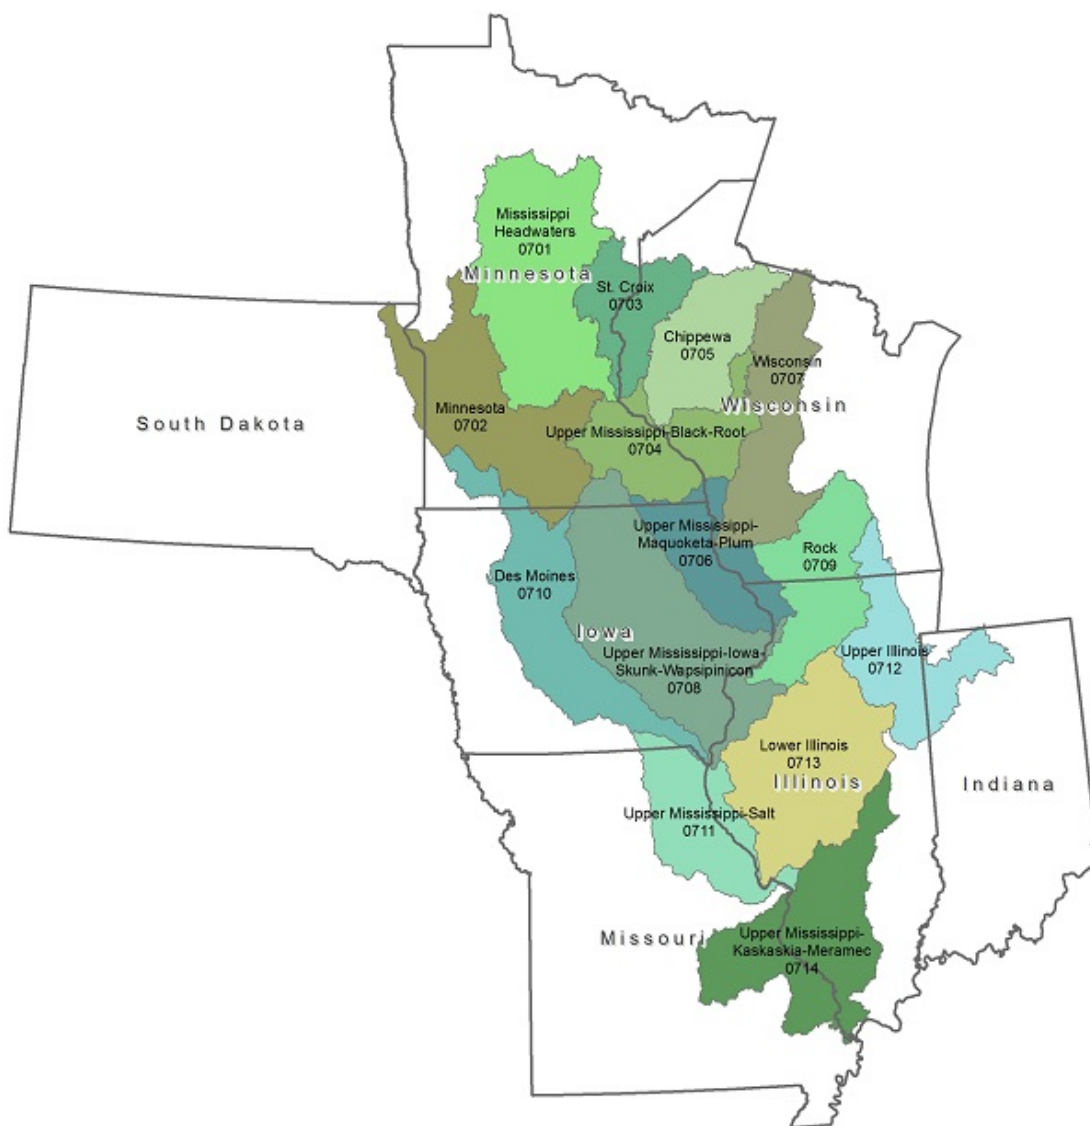 Mississippi
Headwaters
0701
Minnesota
St. Croix
0703
Chippewa
0705
Wisconsin
0707
Wisconsin
South Dakota
Minnesota
0702
Upper Mississippi-Black-Root
0704
Upper Mississippi-
Maquoketa-Plum
0706
Rock
0709
Des Moines
0710
Iowa
Upper Mississippi-Iowa-
Skunk-Wapsipinicon
0708
Upper Illinois
0712
Lower Illinois
0713
Illinois
Indiana
Upper Mississippi-Salt
0711
Missouri
Upper Mississippi-
Kaskaskia-Meramec
0714